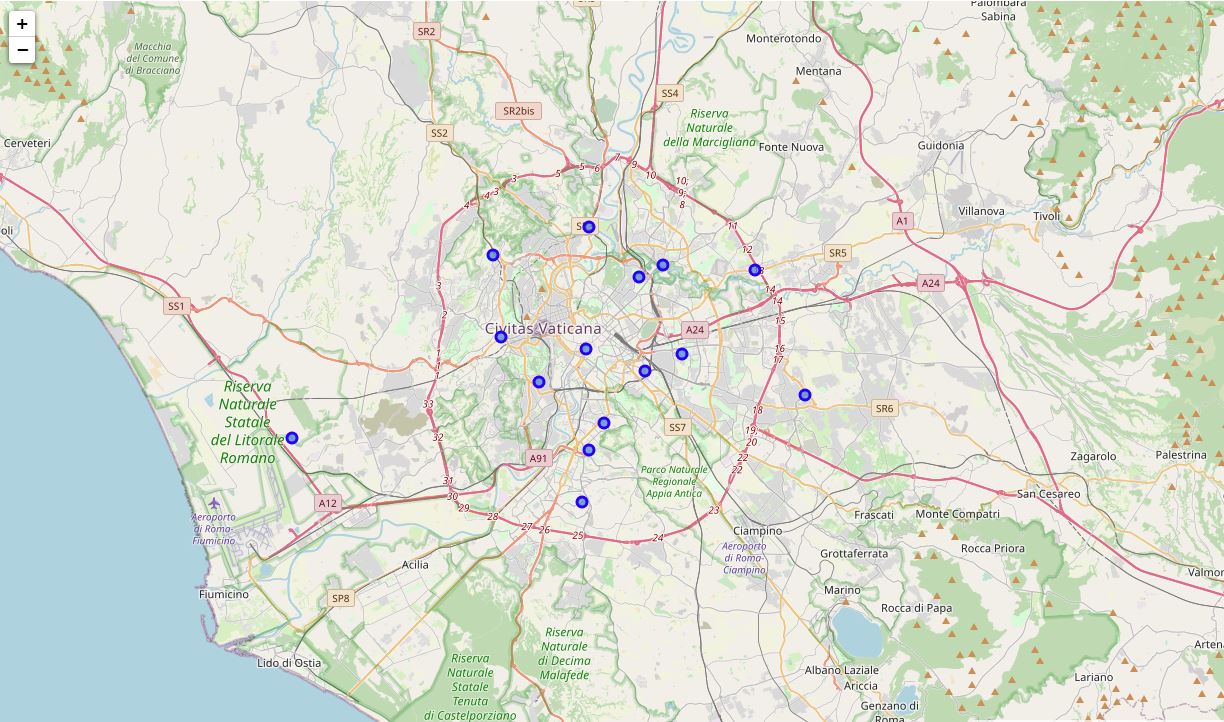 +
−
SR2
Palombara
Sabina
Macchia
del Comune
di Bracciano
Monterotondo
Mentana
SS4
SR2bis
Riserva
Naturale
della Marcigliana
SS2
Cerveteri
Fonte Nuova
Guidonia
7
9
5
6
10
3
5
3
4
4
10;
9;
8
Villanova
Tivoli
A1
11
oli
12
SR5
3
A24
14
14
SS1
2
15
Civitas Vaticana
A24
16
17
1
1
Riserva
Naturale
Statale
del Litorale
Romano
33
18
SR6
SS7
19;
20
32
22
22
A91
Zagarolo
Palestrina
Parco Naturale
Regionale
Appia Antica
31
30
San Cesareo
A12
29
28
23
Aeroporto
di Roma-
Fiumicino
27
26
25
24
Frascati
Monte Compatri
Ciampino
Aeroporto
di Roma-
Ciampino
Grottaferrata
Rocca Priora
Acilia
Valmor
Fiumicino
SP8
Marino
Rocca di Papa
Riserva
Naturale
di Decima
Malafede
Arten
Lido di Ostia
Riserva
Naturale
Statale
Tenuta
di Castelporziano
Albano Laziale
Ariccia
Lariano
Genzano di
Roma